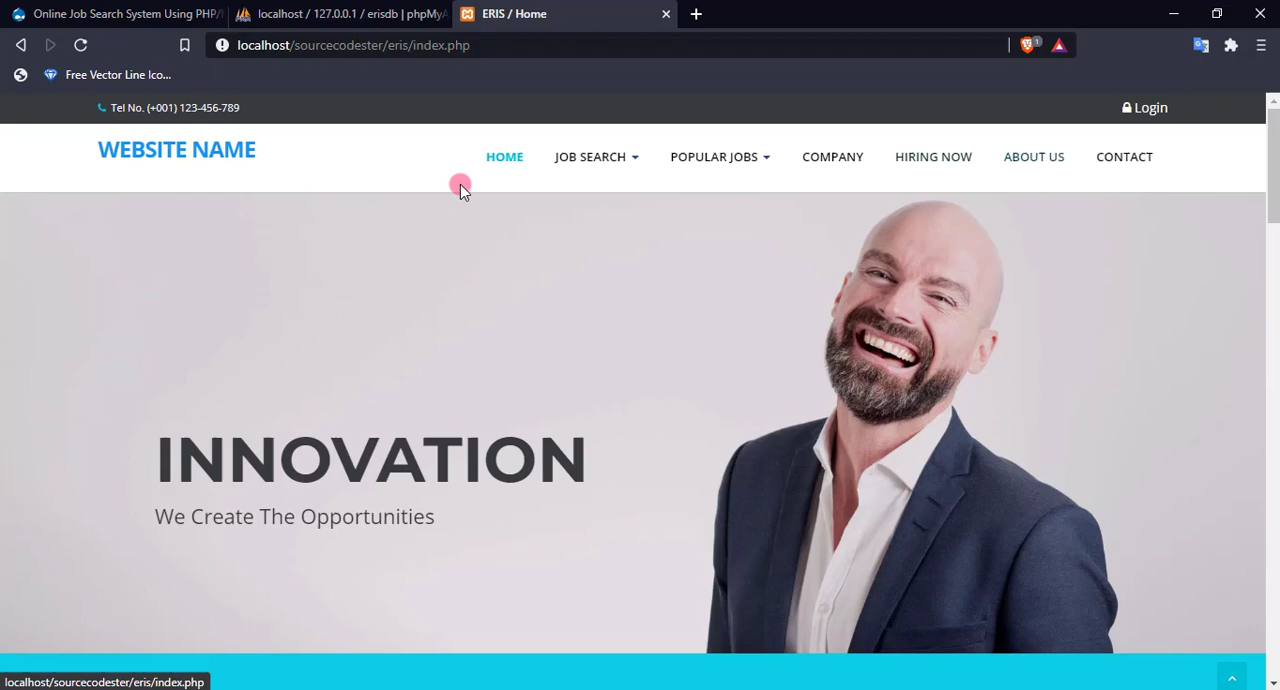 Online Job Search System Using PHP/
localhost / 127.0.0.1 / erisdb | phpMyA
ERIS / Home
localhost/sourcecodester/eris/index.php
1
Free Vector Line Ico...
Tel No. (+001) 123-456-789
Login
WEBSITE NAME
HOME
JOB SEARCH
POPULAR JOBS
COMPANY
HIRING NOW
ABOUT US
CONTACT
INNOVATION
We Create The Opportunities
localhost/sourcecodester/eris/index.php